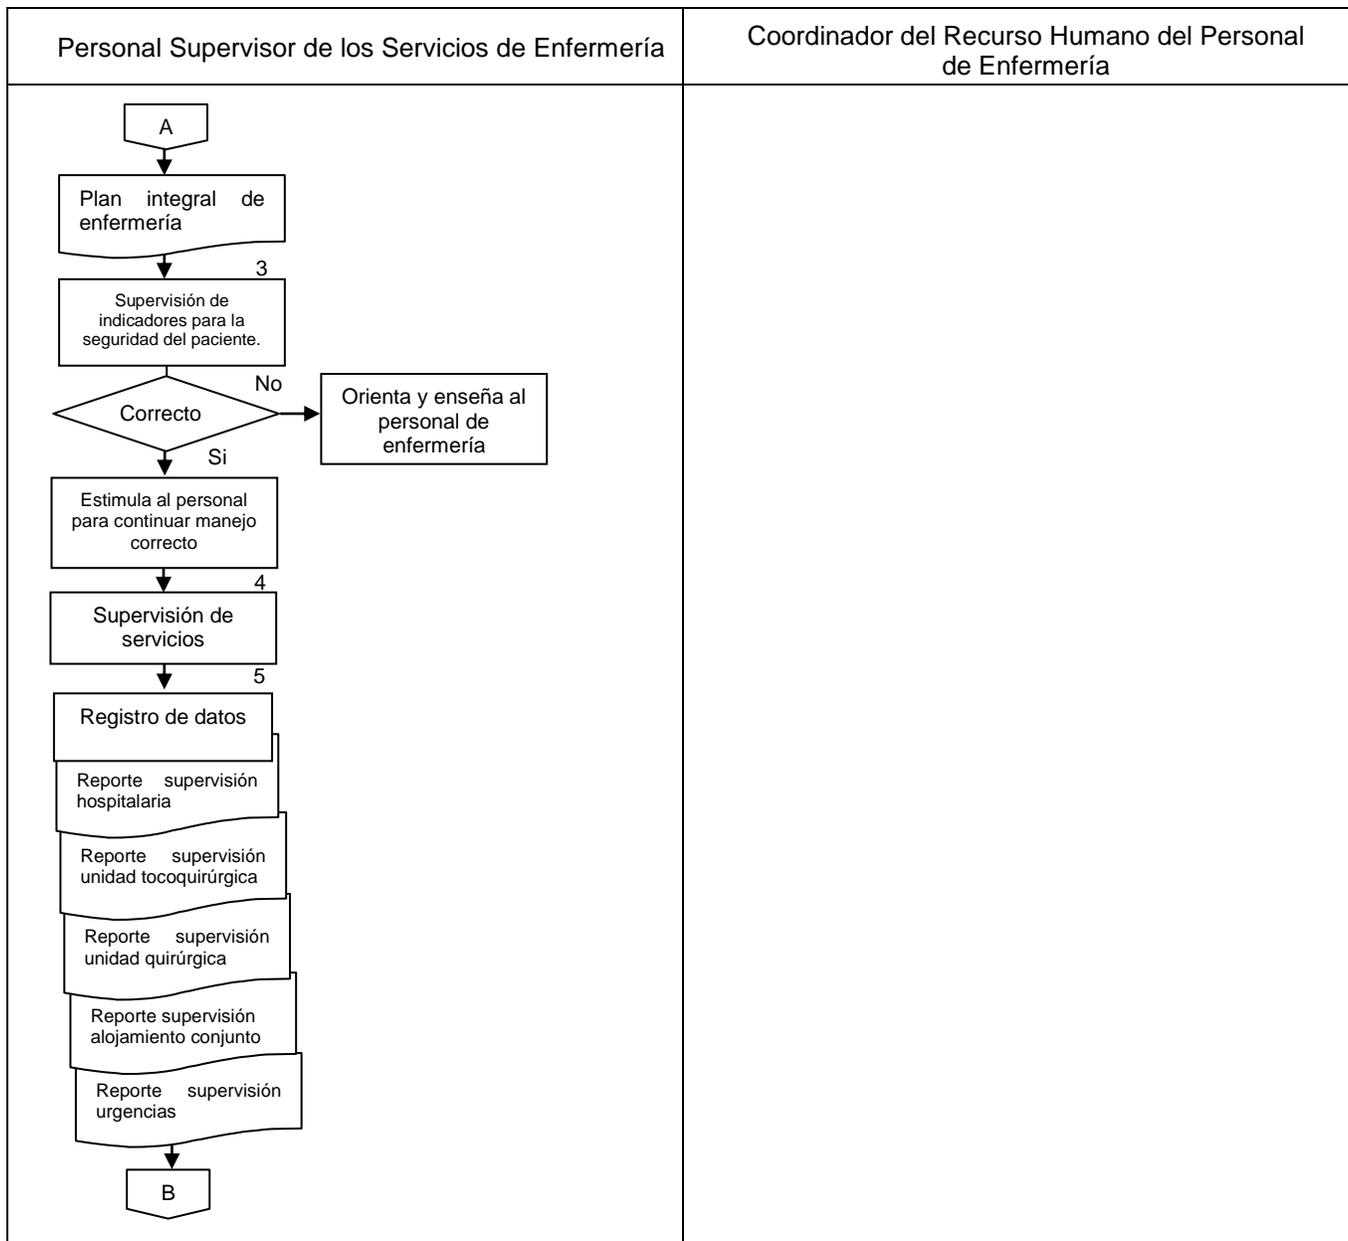 Personal Supervisor de los Servicios de Enfermería
Coordinador del Recurso Humano del Personal
de Enfermería
A
Plan integral de
enfermería
3
Supervisión de
indicadores para la
seguridad del paciente.
No
Correcto
Orienta y enseña al
personal de
enfermería
Si
Estimula al personal
para continuar manejo
correcto
4
Supervisión de
servicios
5
Registro de datos
Reporte supervisión
hospitalaria
Reporte supervisión
unidad tocoquirúrgica
Reporte supervisión
unidad quirúrgica
Reporte supervisión
alojamiento conjunto
Reporte supervisión
urgencias
B